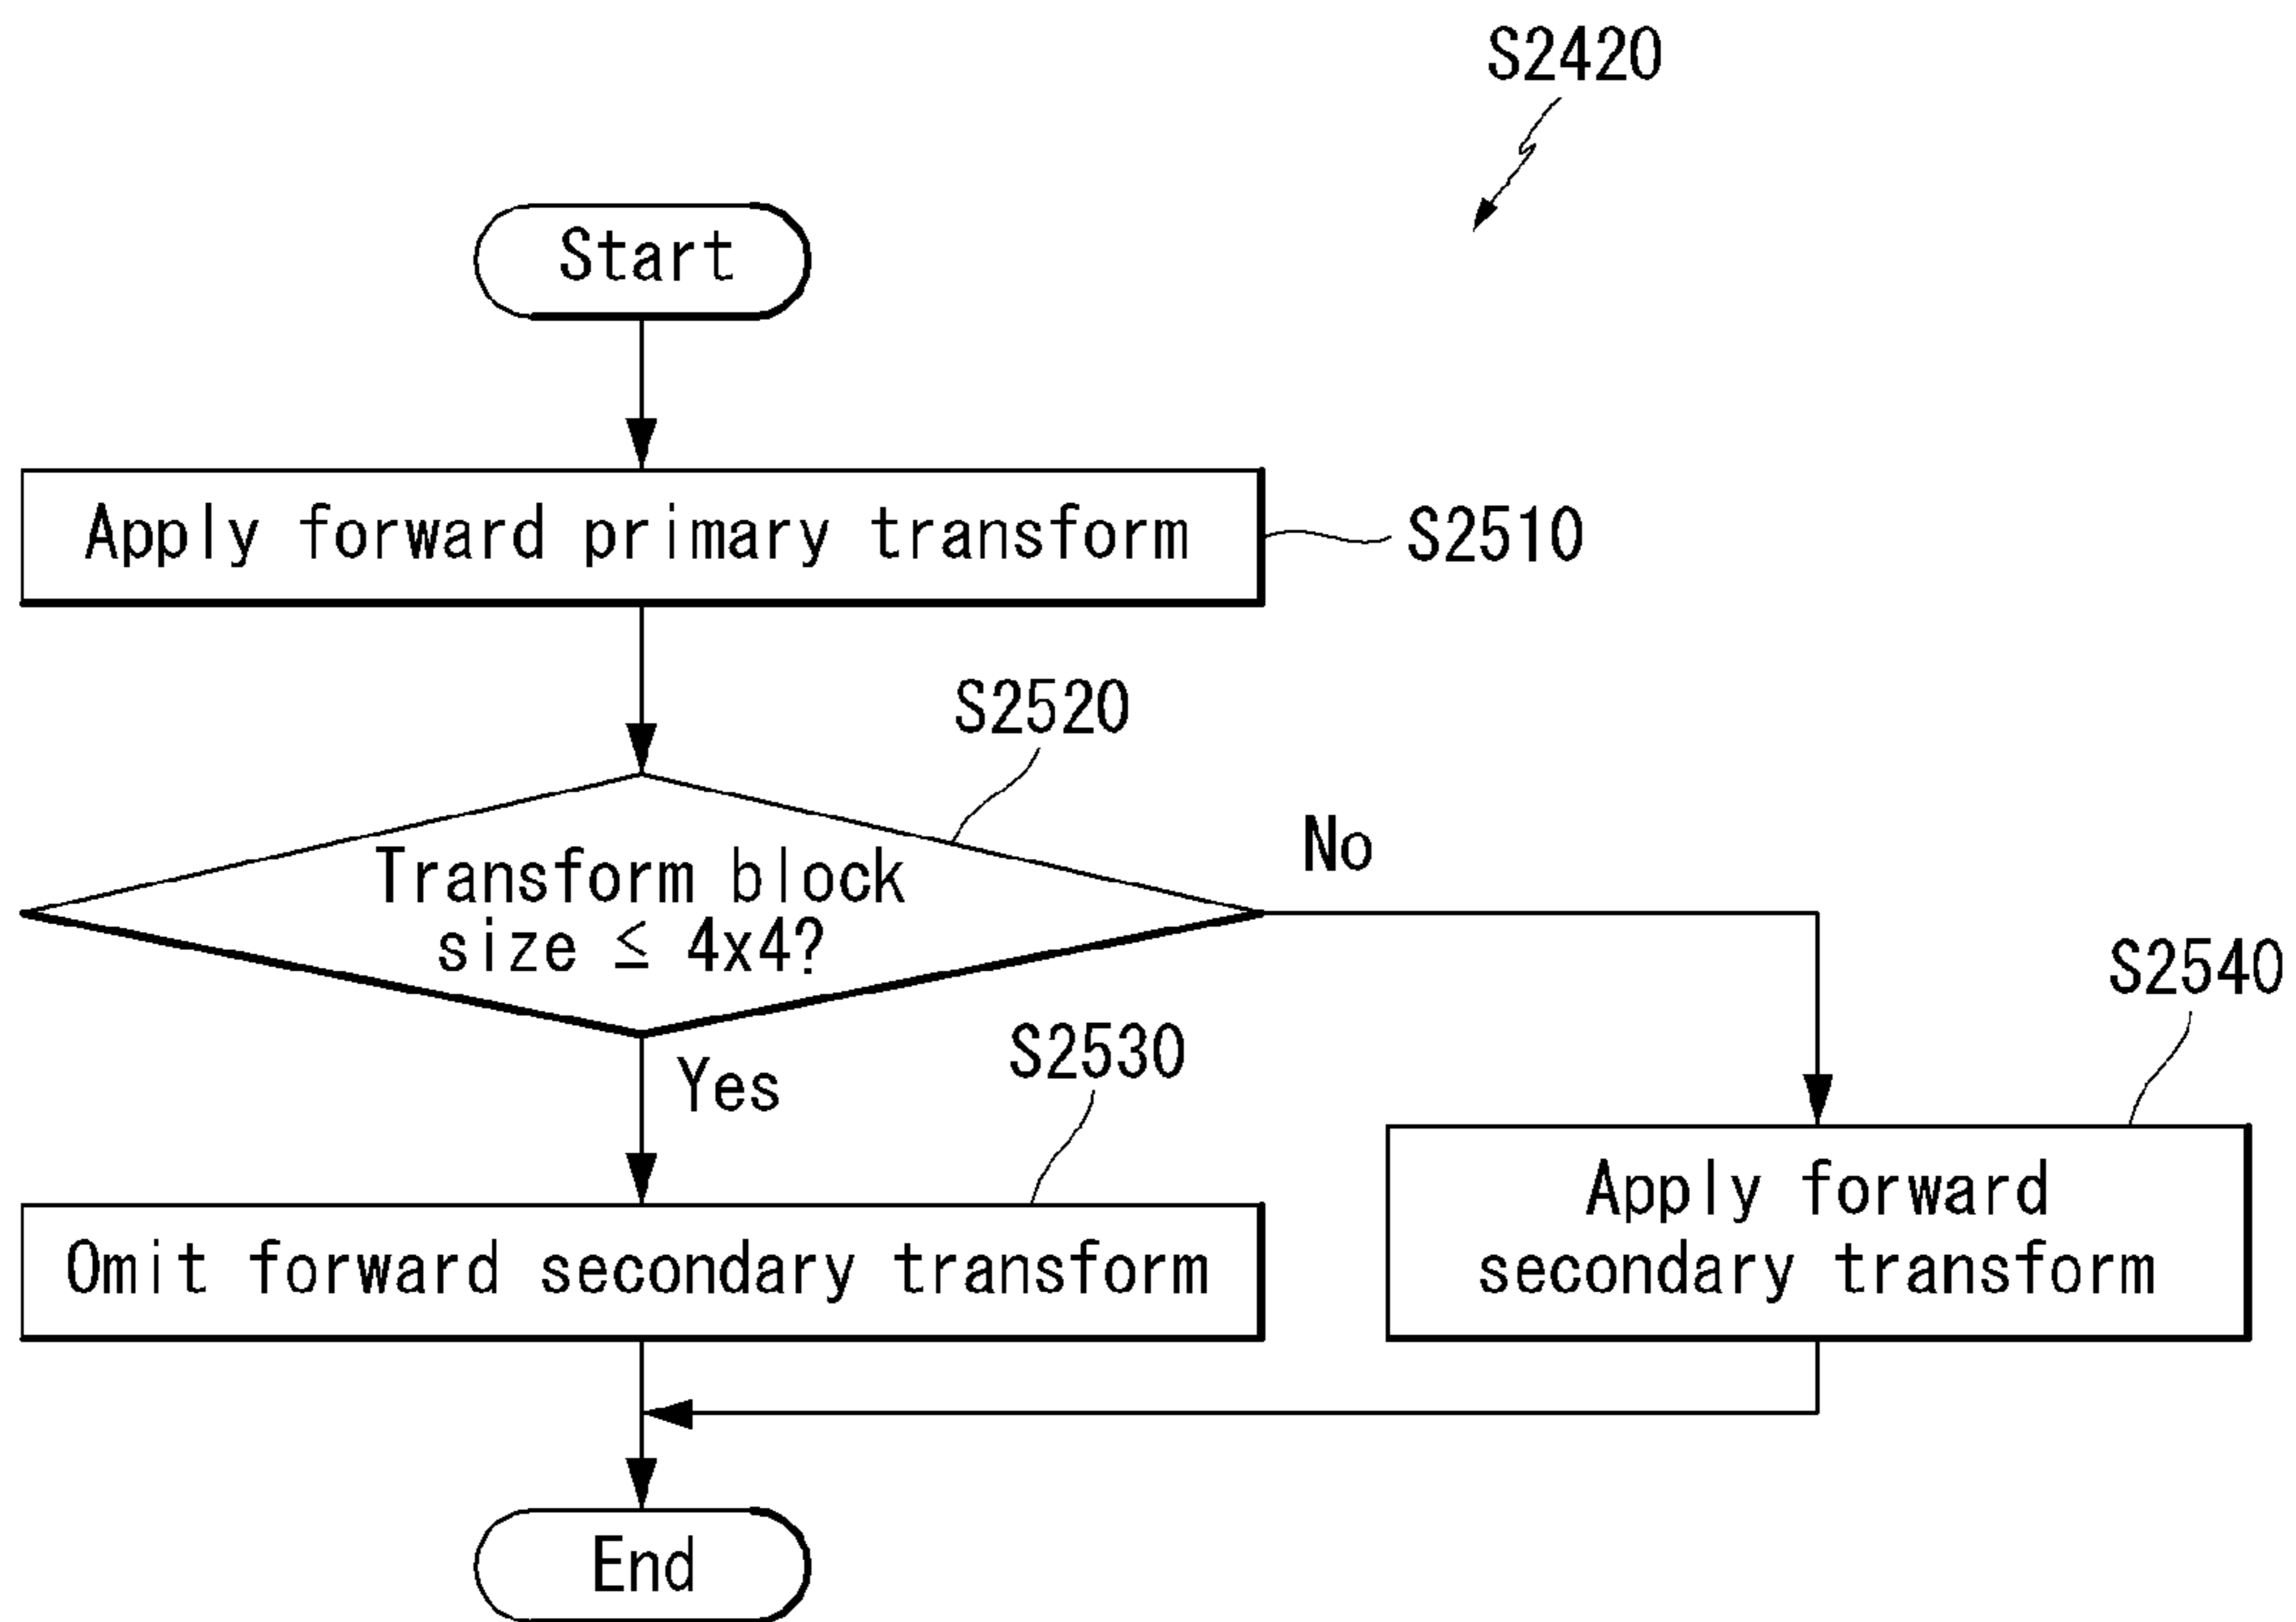 S2420
Start
Apply forward primary transform
S2510
S2520
Transform block
size ≤ 4x4?
No
Yes
S2530
S2540
Omit forward secondary transform
Apply forward
secondary transform
End